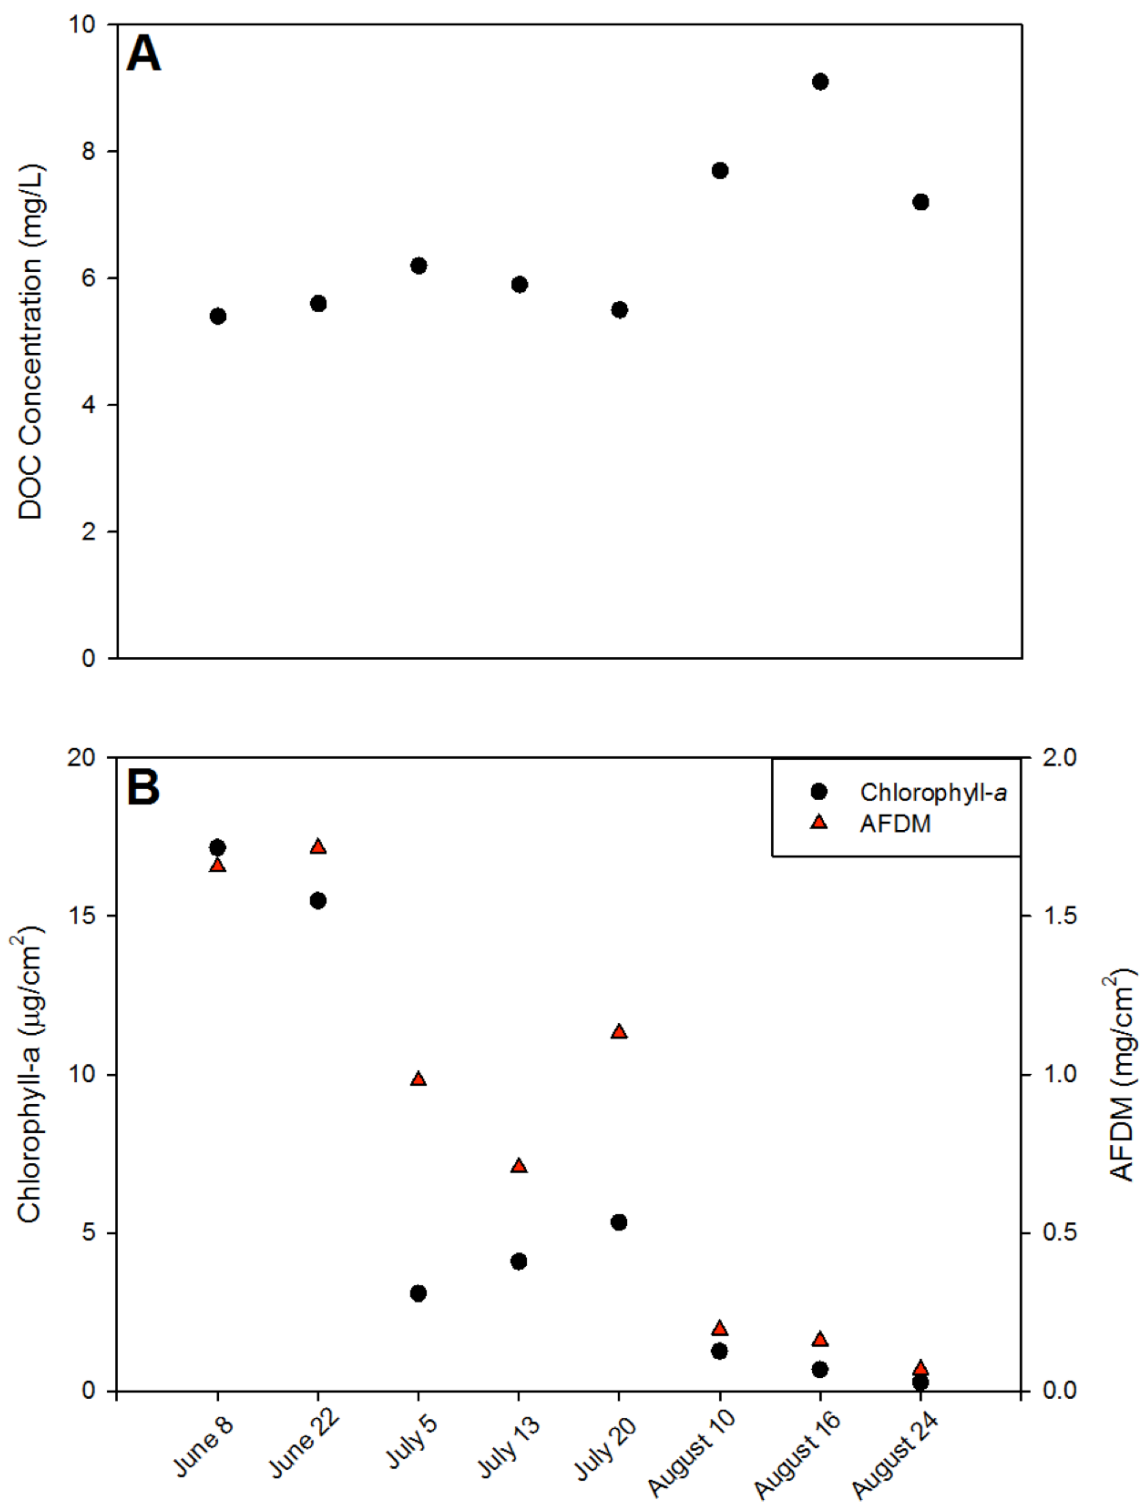 A
10
8
6
4
2
0
DOC Concentration (mg/L)
B
20
15
10
5
0
Chlorophyll-a (µg/cm²)
Chlorophyll-a
AFDM
2.0
1.5
1.0
0.5
0.0
AFDM (mg/cm²)
June 8
June 22
July 5
July 13
July 20
August 10
August 16
August 24